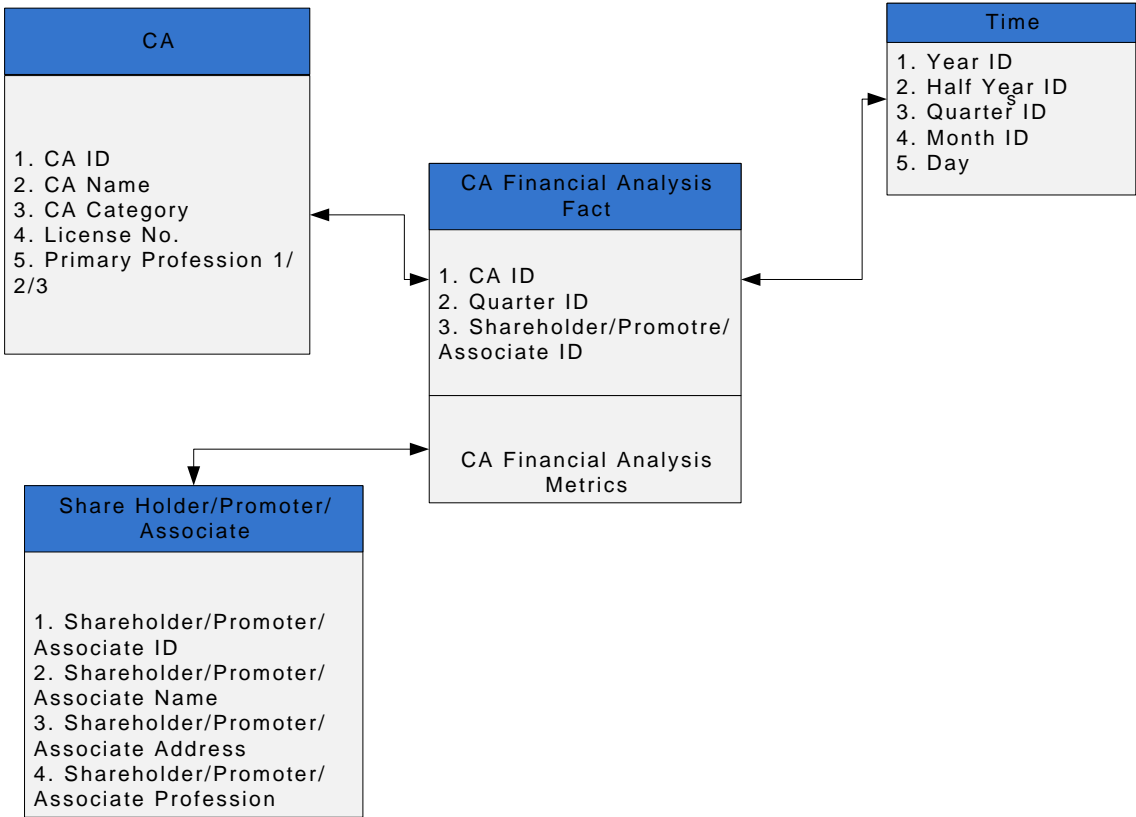 CA
1. CA ID
2. CA Name
3. CA Category
4. License No.
5. Primary Profession 1/
2/3
Time
1. Year ID
2. Half Year ID
s
3. Quarter ID
4. Month ID
5. Day
CA Financial Analysis
Fact
1. CA ID
2. Quarter ID
3. Shareholder/Promotre/
Associate ID
CA Financial Analysis
Metrics
Share Holder/Promoter/
Associate
1. Shareholder/Promoter/
Associate ID
2. Shareholder/Promoter/
Associate Name
3. Shareholder/Promoter/
Associate Address
4. Shareholder/Promoter/
Associate Profession